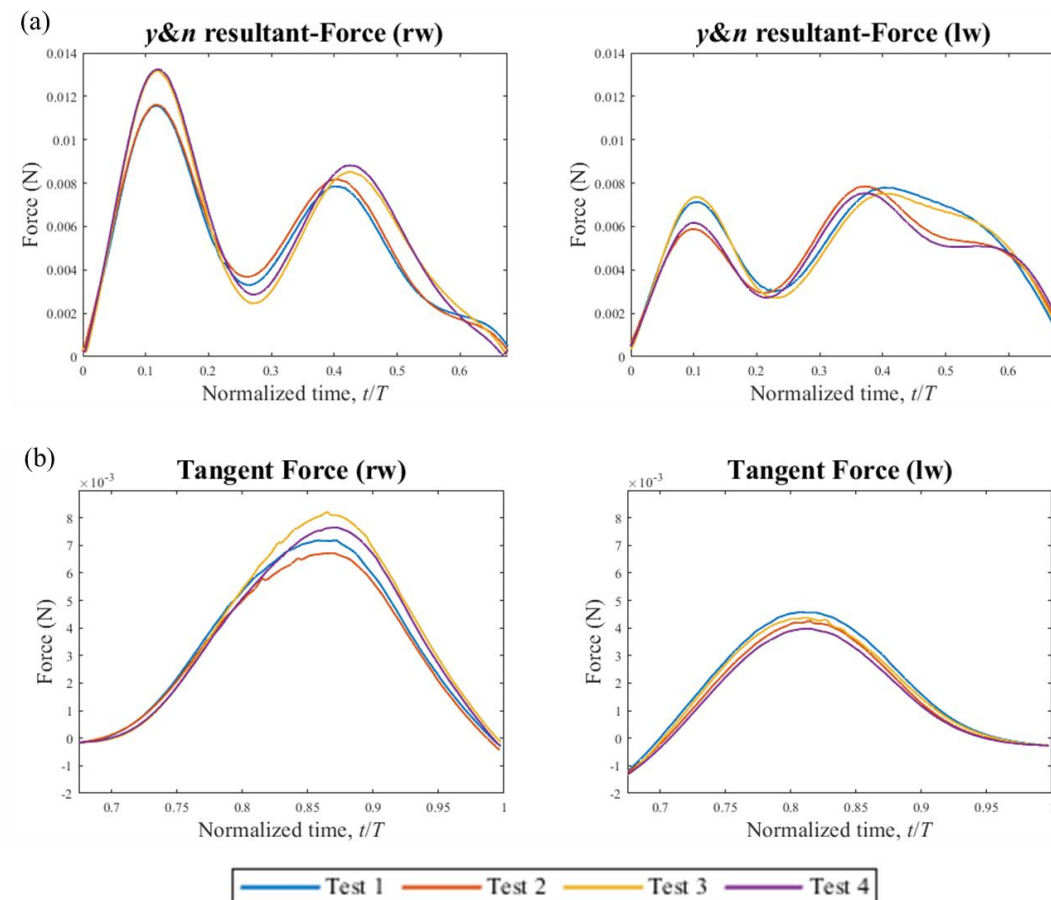 (a)
y&n resultant-Force (rw)
0.014
0.012
0.01
0.008
0.006
0.004
0.002
0
Force (N)
0 0.1 0.2 0.3 0.4 0.5 0.6
Normalized time, t/T
y&n resultant-Force (lw)
0.014
0.012
0.01
0.008
0.006
0.004
0.002
0
Force (N)
0 0.1 0.2 0.3 0.4 0.5 0.6
Normalized time, t/T
(b)
Tangent Force (rw)
×10⁻³
8
7
6
5
4
3
2
1
0
-1
-2
Force (N)
0.7 0.75 0.8 0.85 0.9 0.95 1
Normalized time, t/T
Tangent Force (lw)
×10⁻³
8
7
6
5
4
3
2
1
0
-1
-2
Force (N)
0.7 0.75 0.8 0.85 0.9 0.95 1
Normalized time, t/T
Test 1 Test 2 Test 3 Test 4